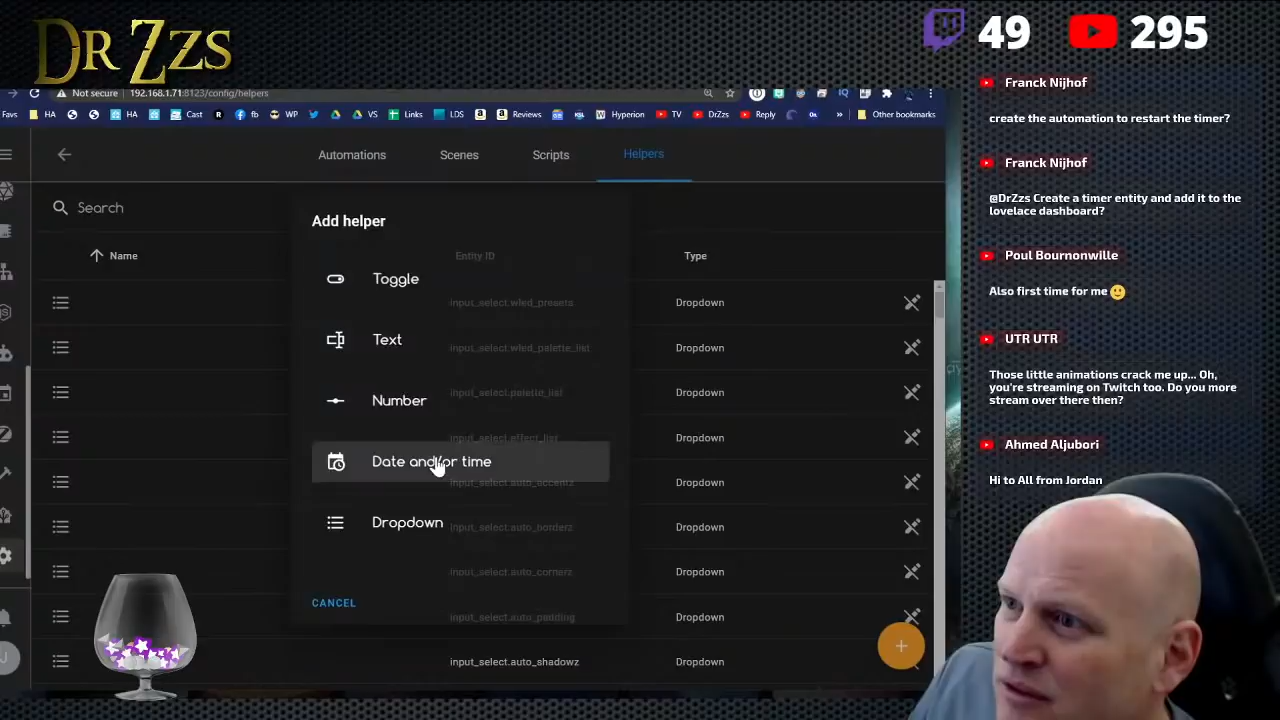 DR ZZS
49
295
Not secure
192.168.1.71:8123/config/helpers
Favs
HA
HA
Cast
fb
WP
VS
Links
LDS
Reviews
Hyperion
TV
DrZzs
Reply
»
Other bookmarks
Automations
Scenes
Scripts
Helpers
Search
Name
Entity ID
Type
Add helper
Toggle
Text
Number
Date and/or time
Dropdown
CANCEL
input_select.wled_presets
Dropdown
input_select.wled_palette_list
Dropdown
input_select.palette_list
Dropdown
input_select.effect_list
Dropdown
input_select.auto_accentz
Dropdown
input_select.auto_borderz
Dropdown
input_select.auto_cornerz
Dropdown
input_select.auto_padding
Dropdown
input_select.auto_shadowz
Dropdown
Franck Nijhof
create the automation to restart the timer?
Franck Nijhof
@DrZzs Create a timer entity and add it to the
lovelace dashboard?
Poul Bournonwille
Also first time for me
UTR UTR
Those little animations crack me up... Oh,
you're streaming on Twitch too. Do you more
stream over there then?
Ahmed Aljubori
Hi to All from Jordan